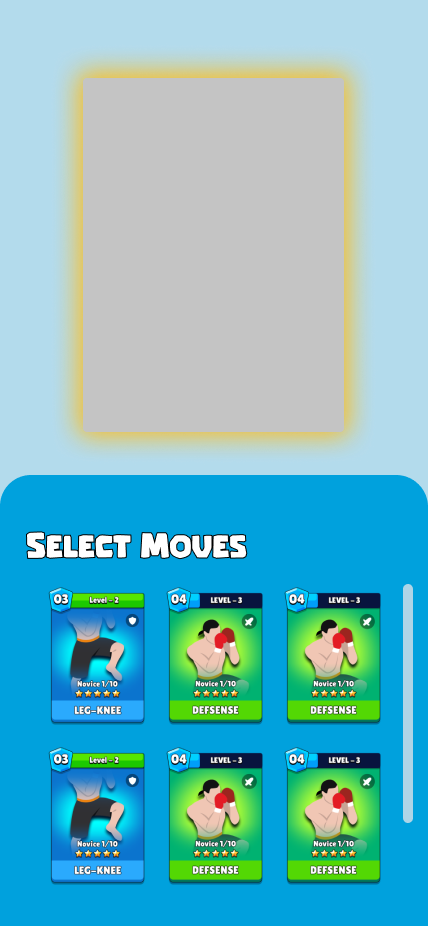 SELECT MOVES
03 Level - 2
04 LEVEL - 3
04 LEVEL - 3
Novice 1/10
Novice 1/10
Novice 1/10
LEG-KNEE
DEFSENSE
DEFSENSE
03 Level - 2
04 LEVEL - 3
04 LEVEL - 3
Novice 1/10
Novice 1/10
Novice 1/10
LEG-KNEE
DEFSENSE
DEFSENSE